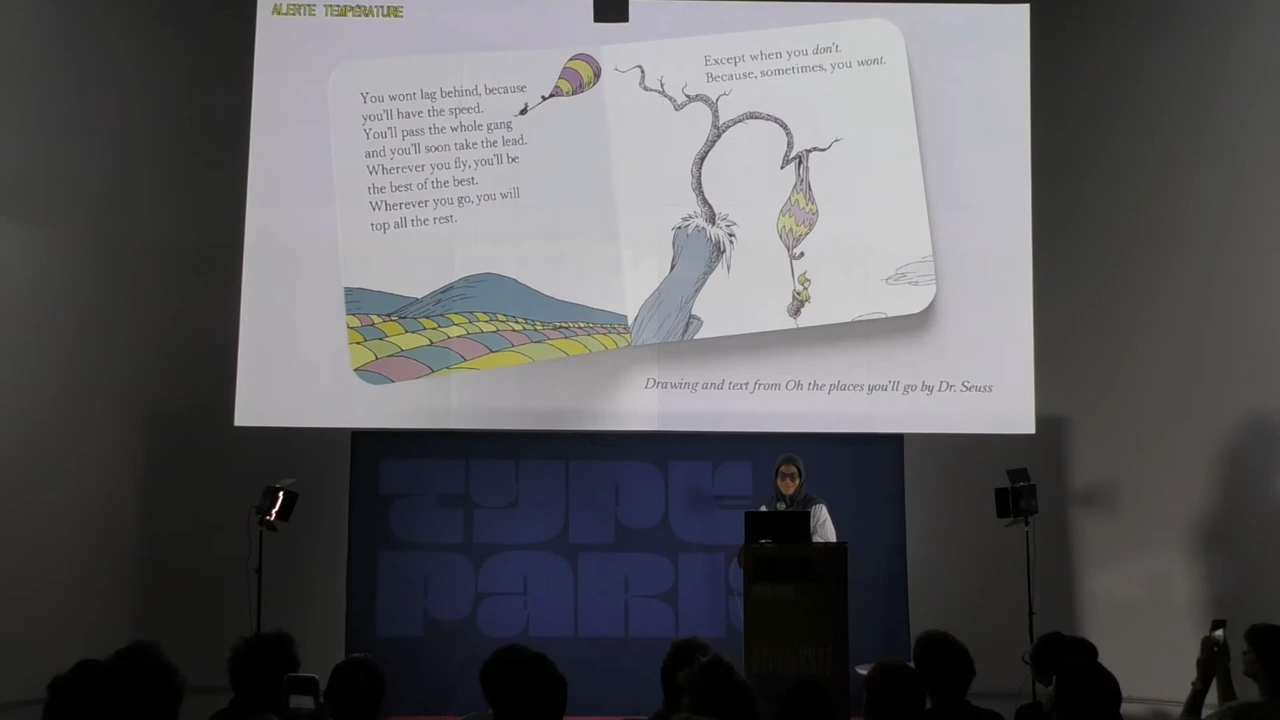 ALERTE TEMPÉRATURE
You wont lag behind, because
you'll have the speed.
You'll pass the whole gang
and you'll soon take the lead.
Wherever you fly, you'll be
the best of the best.
Wherever you go, you will
top all the rest.
Except when you don't.
Because, sometimes, you wont.
Drawing and text from Oh the places you'll go by Dr. Seuss
TYPE
PARIS